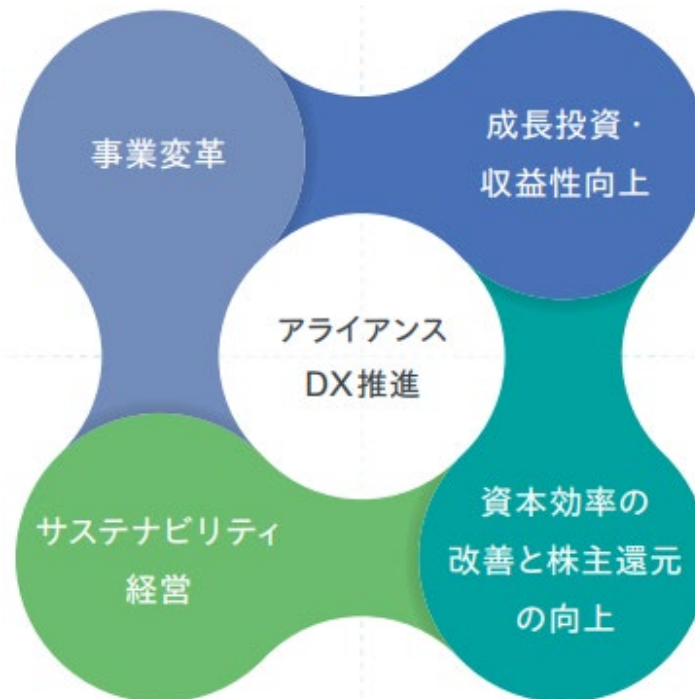 事業変革
成長投資・
収益性向上
アライアンス
DX推進
サステナビリティ
経営
資本効率の
改善と株主還元
の向上